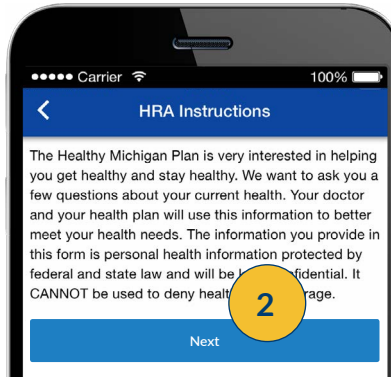 Carrier 100%
HRA Instructions
The Healthy Michigan Plan is very interested in helping
you get healthy and stay healthy. We want to ask you a
few questions about your current health. Your doctor
and your health plan will use this information to better
meet your health needs. The information you provide in
this form is personal health information protected by
federal and state law and will be confidential. It
CANNOT be used to deny health
2
Next